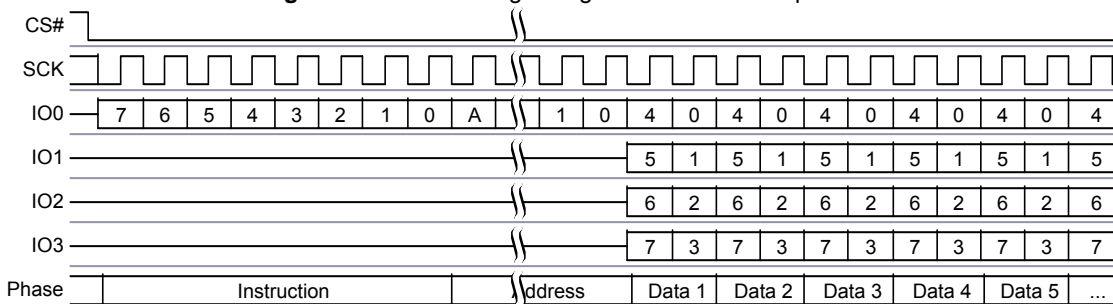 CS#
SCK
IO0 7 6 5 4 3 2 1 0 A 1 0 4 0 4 0 4 0 4 0 4 0 4
IO1 5 1 5 1 5 1 5 1 5 1 5
IO2 6 2 6 2 6 2 6 2 6 2 6
IO3 7 3 7 3 7 3 7 3 7 3 7
Phase Instruction Address Data 1 Data 2 Data 3 Data 4 Data 5 ...